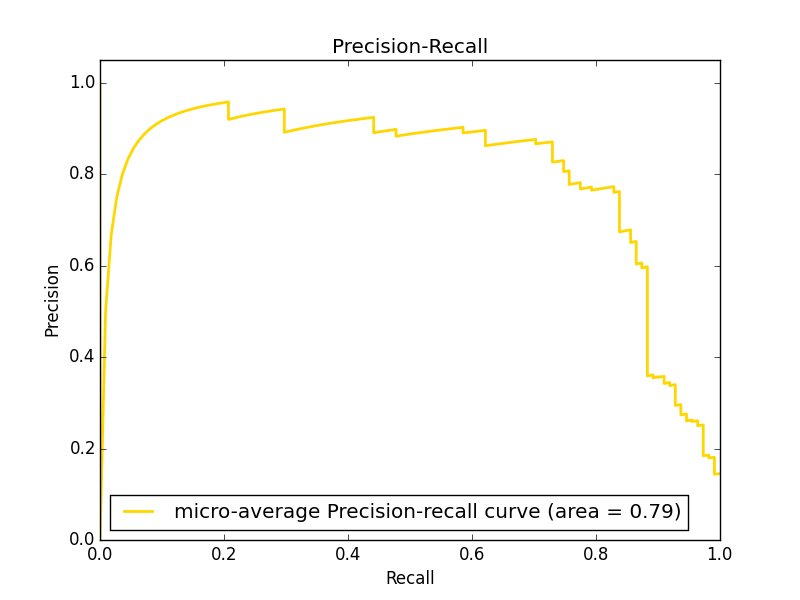 Precision-Recall
1.0
0.8
0.6
0.4
0.2
0.0
Precision
0.0 0.2 0.4 0.6 0.8 1.0
Recall
micro-average Precision-recall curve (area = 0.79)